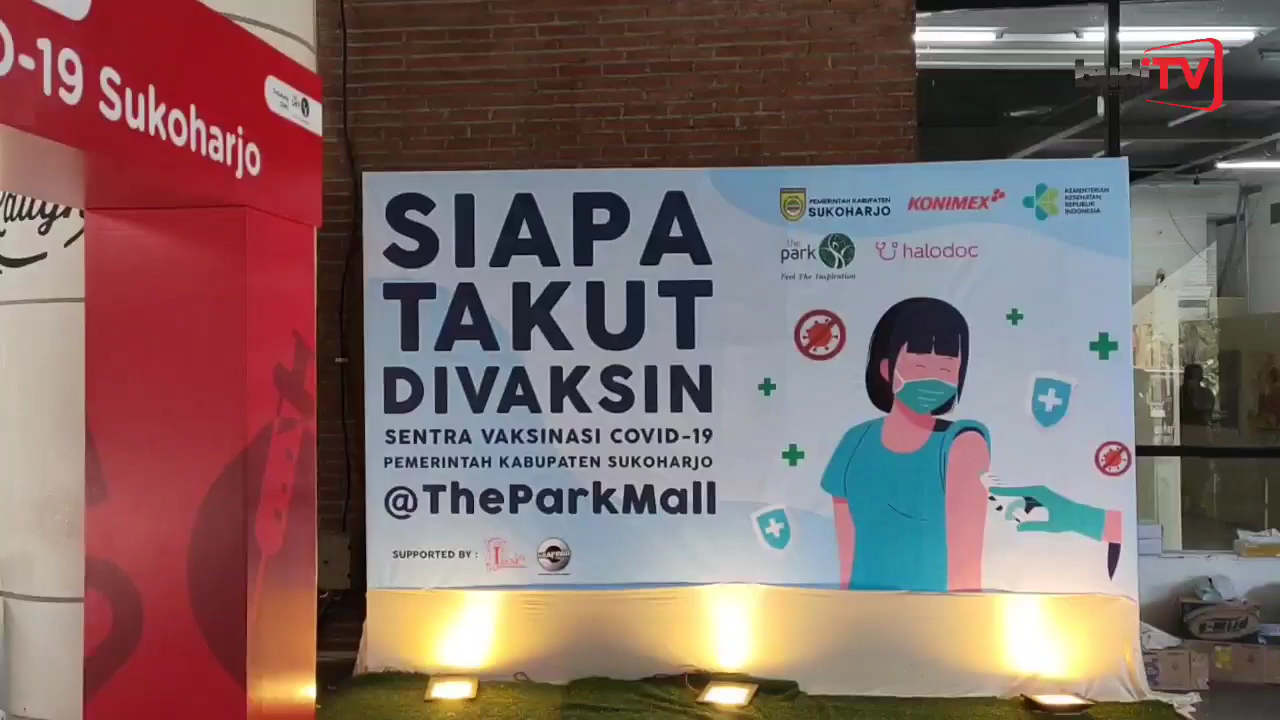 D-19 Sukoharjo
TV
SIAPA
TAKUT
DIVAKSIN
SENTRA VAKSINASI COVID-19
PEMERINTAH KABUPATEN SUKOHARJO
@TheParkMall
SUPPORTED BY :
PEMERINTAH KABUPATEN
SUKOHARJO
KONIMEX
KEMENTERIAN
KESEHATAN
REPUBLIK
INDONESIA
the
park
Feel The Inspiration
halodoc